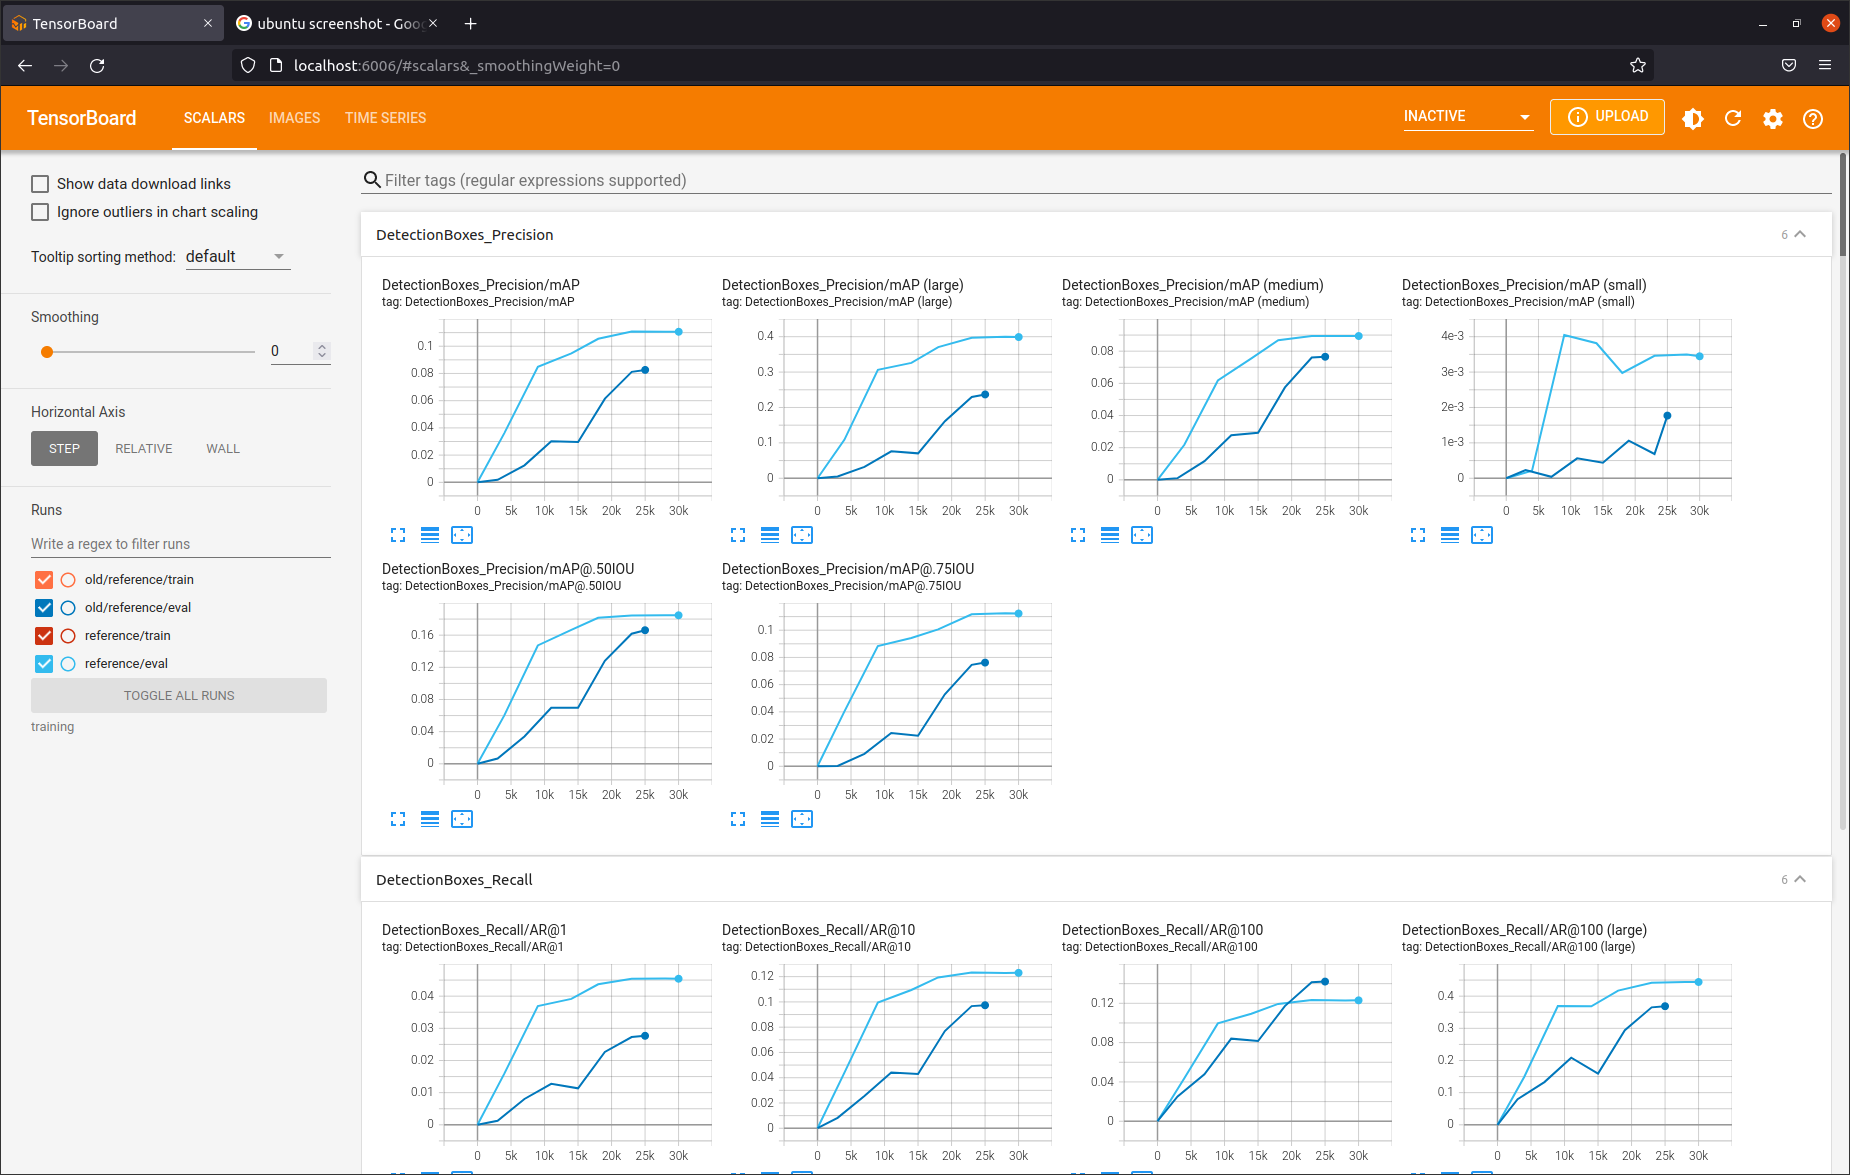 TensorBoard
ubuntu screenshot - Goo
localhost:6006/#scalars&_smoothingWeight=0
TensorBoard
SCALARS
IMAGES
TIME SERIES
INACTIVE
UPLOAD
Show data download links
Ignore outliers in chart scaling
Tooltip sorting method: default
Smoothing
0
Horizontal Axis
STEP
RELATIVE
WALL
Runs
Write a regex to filter runs
old/reference/train
old/reference/eval
reference/train
reference/eval
TOGGLE ALL RUNS
training
Filter tags (regular expressions supported)
DetectionBoxes_Precision
6
DetectionBoxes_Precision/mAP
tag: DetectionBoxes_Precision/mAP
0.1
0.08
0.06
0.04
0.02
0
0 5k 10k 15k 20k 25k 30k
DetectionBoxes_Precision/mAP (large)
tag: DetectionBoxes_Precision/mAP (large)
0.4
0.3
0.2
0.1
0
0 5k 10k 15k 20k 25k 30k
DetectionBoxes_Precision/mAP (medium)
tag: DetectionBoxes_Precision/mAP (medium)
0.08
0.06
0.04
0.02
0
0 5k 10k 15k 20k 25k 30k
DetectionBoxes_Precision/mAP (small)
tag: DetectionBoxes_Precision/mAP (small)
4e-3
3e-3
2e-3
1e-3
0
0 5k 10k 15k 20k 25k 30k
DetectionBoxes_Precision/mAP@.50IOU
tag: DetectionBoxes_Precision/mAP@.50IOU
0.16
0.12
0.08
0.04
0
0 5k 10k 15k 20k 25k 30k
DetectionBoxes_Precision/mAP@.75IOU
tag: DetectionBoxes_Precision/mAP@.75IOU
0.1
0.08
0.06
0.04
0.02
0
0 5k 10k 15k 20k 25k 30k
DetectionBoxes_Recall
6
DetectionBoxes_Recall/AR@1
tag: DetectionBoxes_Recall/AR@1
0.04
0.03
0.02
0.01
0
0 5k 10k 15k 20k 25k 30k
DetectionBoxes_Recall/AR@10
tag: DetectionBoxes_Recall/AR@10
0.12
0.1
0.08
0.06
0.04
0.02
0
0 5k 10k 15k 20k 25k 30k
DetectionBoxes_Recall/AR@100
tag: DetectionBoxes_Recall/AR@100
0.12
0.08
0.04
0
0 5k 10k 15k 20k 25k 30k
DetectionBoxes_Recall/AR@100 (large)
tag: DetectionBoxes_Recall/AR@100 (large)
0.4
0.3
0.2
0.1
0
0 5k 10k 15k 20k 25k 30k